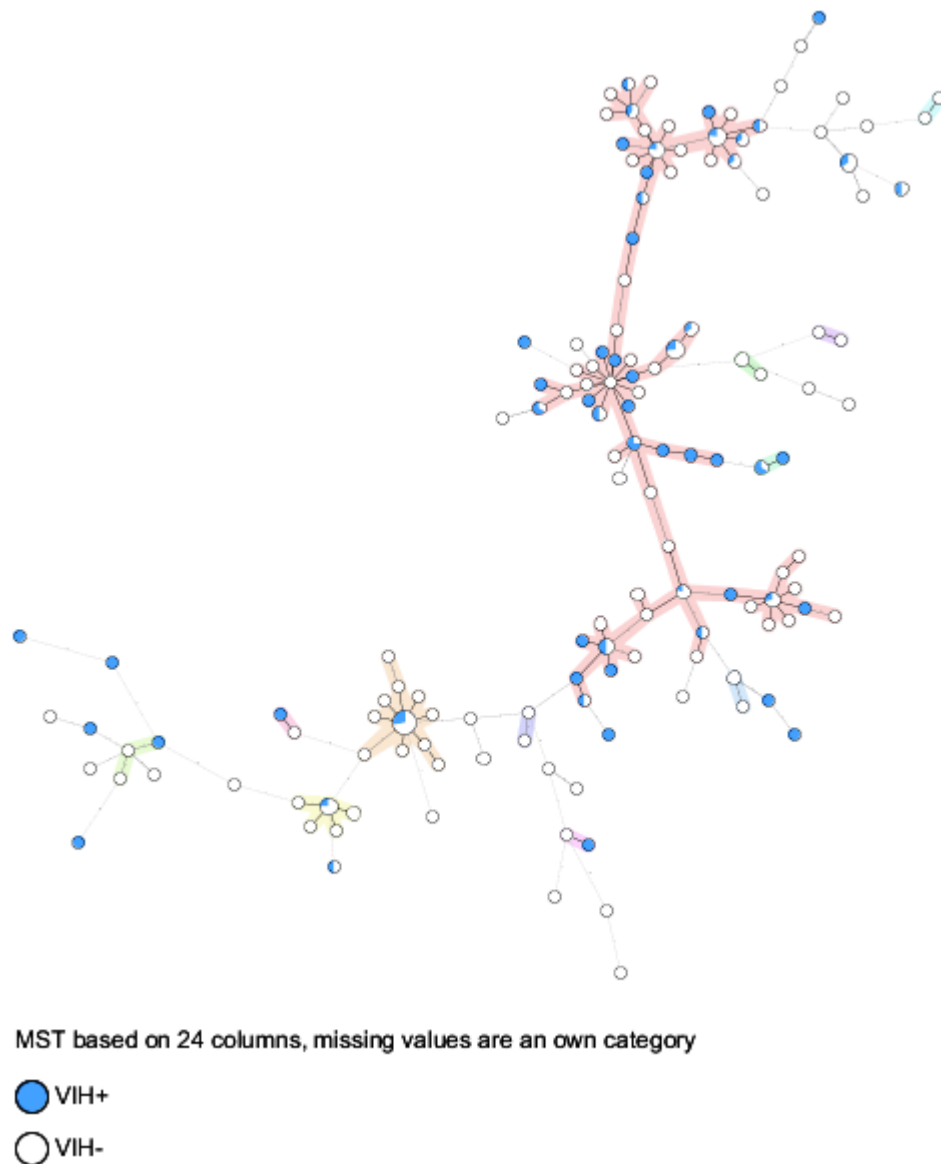 MST based on 24 columns, missing values are an own category
VIH+
VIH-